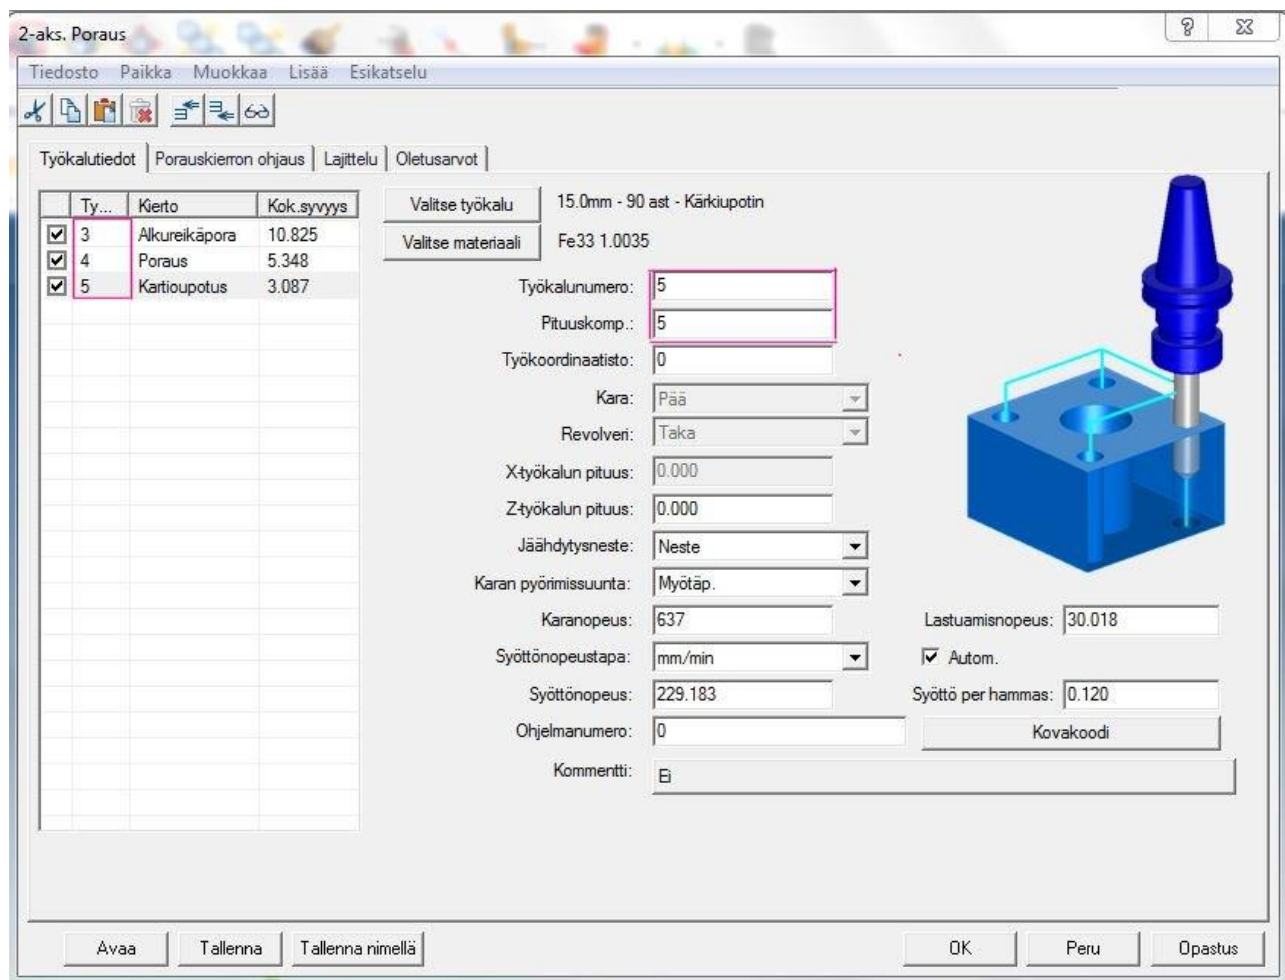 2-aks. Poraus
Tiedosto Paikka Muokkaa Lisää Esikatselu
Työkalutiedot Porauskierron ohjaus Lajittelu Oletusarvot
Ty... Kierto Kok.syvyys
3 Alkureikäpora 10.825
4 Poraus 5.348
5 Kartioupotus 3.087
Valitse työkalu 15.0mm - 90 ast - Kärkiupotin
Valitse materiaali Fe33 1.0035
Työkalunumero: 5
Pituuskomp.: 5
Työkoordinaatisto: 0
Kara: Pää
Revolveri: Taka
X-työkalun pituus: 0.000
Z-työkalun pituus: 0.000
Jäähdytysneste: Neste
Karan pyörimissuunta: Myötäp.
Karanopeus: 637 Lastuamisnopeus: 30.018
Syöttönopeustapa: mm/min Autom.
Syöttönopeus: 229.183 Syöttö per hammas: 0.120
Ohjelmanumero: 0 Kovakoodi
Kommentti: Ei
Avaa Tallenna Tallenna nimellä OK Peru Opastus